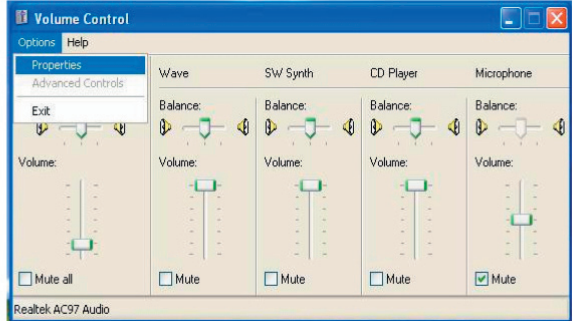 Volume Control
Options Help
Properties
Advanced Controls
Exit
Wave SW Synth CD Player Microphone
Balance: Balance: Balance: Balance:
Volume: Volume: Volume: Volume: Volume:
Mute all Mute Mute Mute Mute
Realtek AC97 Audio